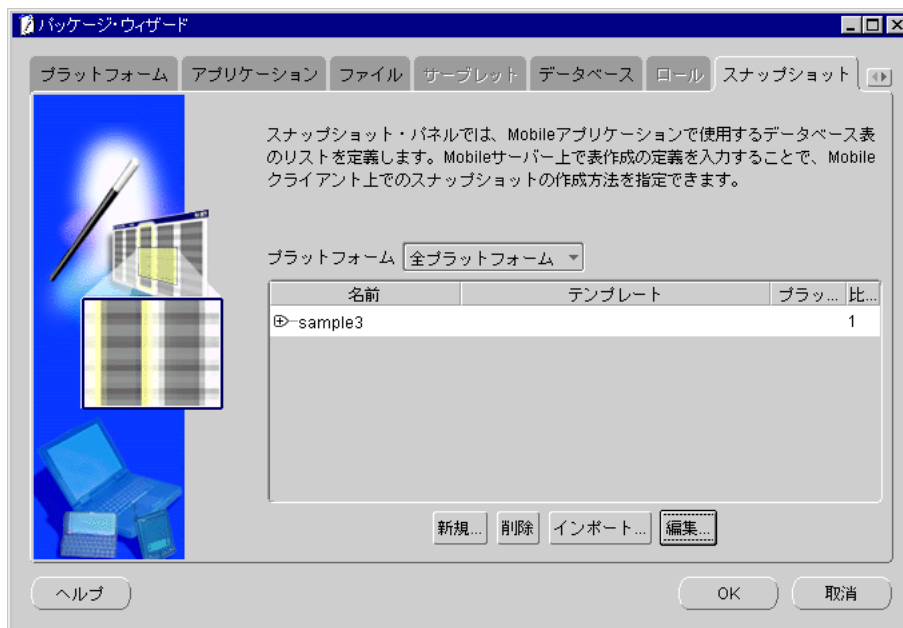 パッケージ・ウィザード
プラットフォーム アプリケーション ファイル サーブレット データベース ロール スナップショット
スナップショット・パネルでは、Mobileアプリケーションで使用するデータベース表
のリストを定義します。Mobileサーバー上で表作成の定義を入力することで、Mobile
クライアント上でのスナップショットの作成方法を指定できます。
プラットフォーム 全プラットフォーム
名前 テンプレート プラッ... 比...
sample3 1
新規... 削除 インポート... 編集...
ヘルプ OK 取消